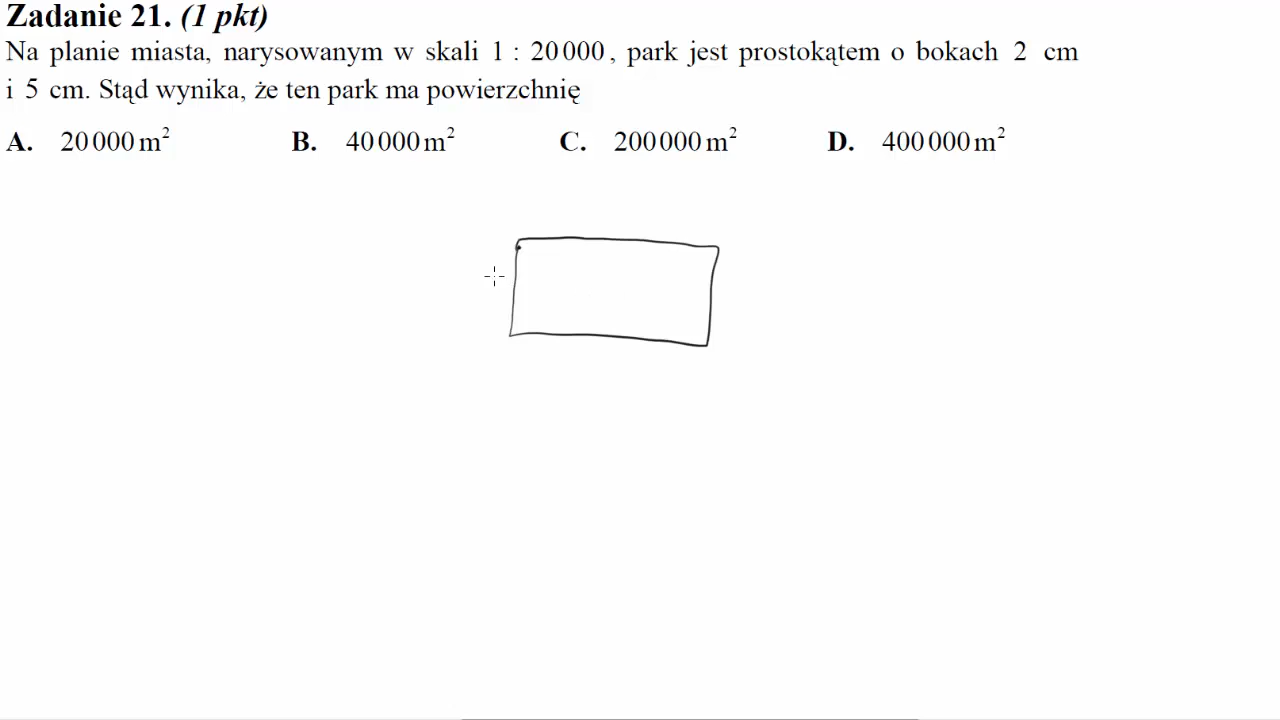 Zadanie 21. (1 pkt)
Na planie miasta, narysowanym w skali 1 : 20 000, park jest prostokątem o bokach 2 cm
i 5 cm. Stąd wynika, że ten park ma powierzchnię
A. 20 000 m² B. 40 000 m² C. 200 000 m² D. 400 000 m²